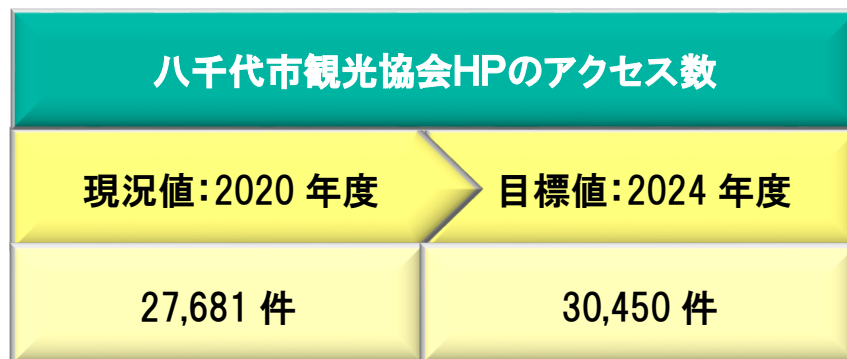 八千代市観光協会HPのアクセス数
現況値:2020 年度
目標値:2024 年度
27,681 件
30,450 件